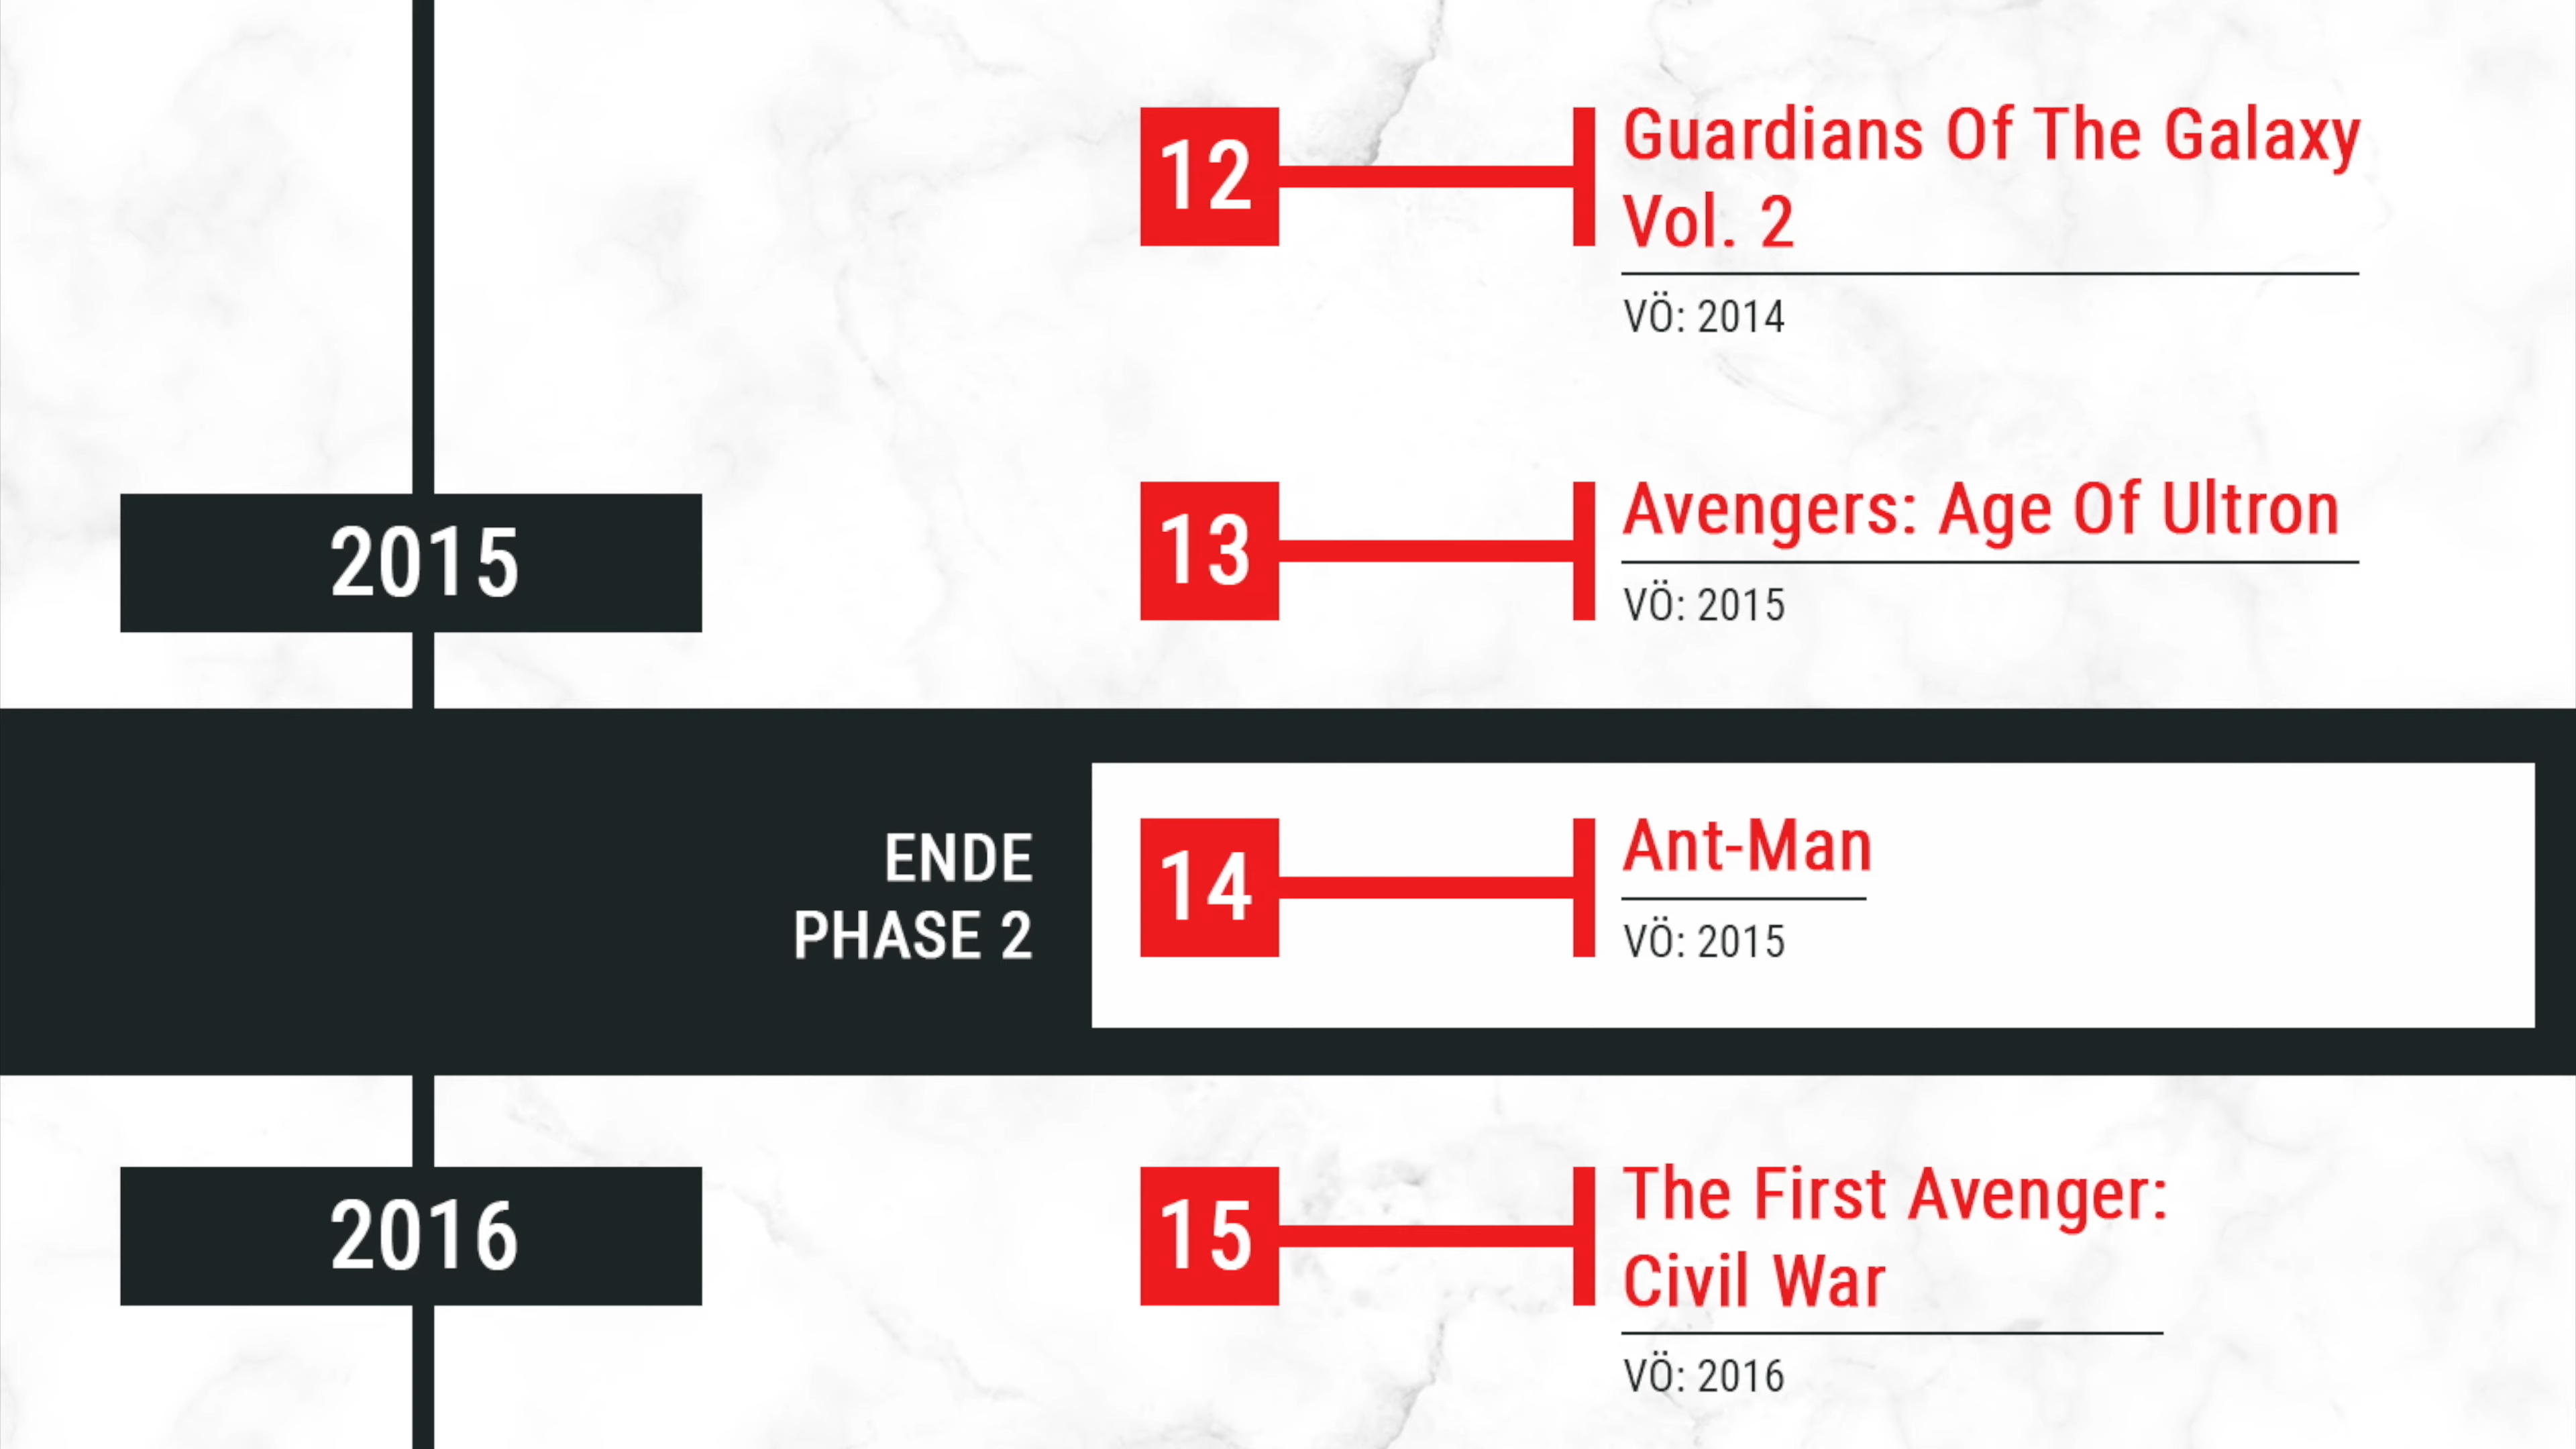 12
Guardians Of The Galaxy
Vol. 2
VÖ: 2014
2015
13
Avengers: Age Of Ultron
VÖ: 2015
ENDE
PHASE 2
14
Ant-Man
VÖ: 2015
2016
15
The First Avenger:
Civil War
VÖ: 2016